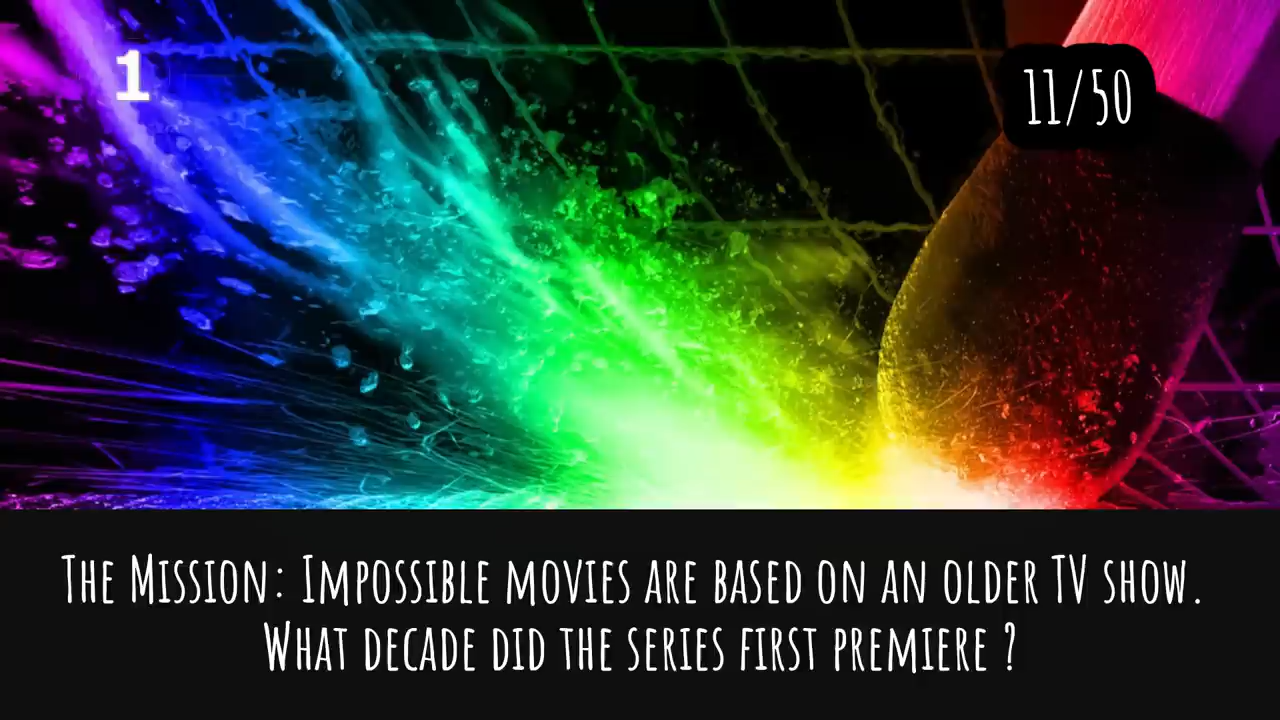 1
11/50
The Mission: Impossible movies are based on an older TV show.
What decade did the series first premiere ?